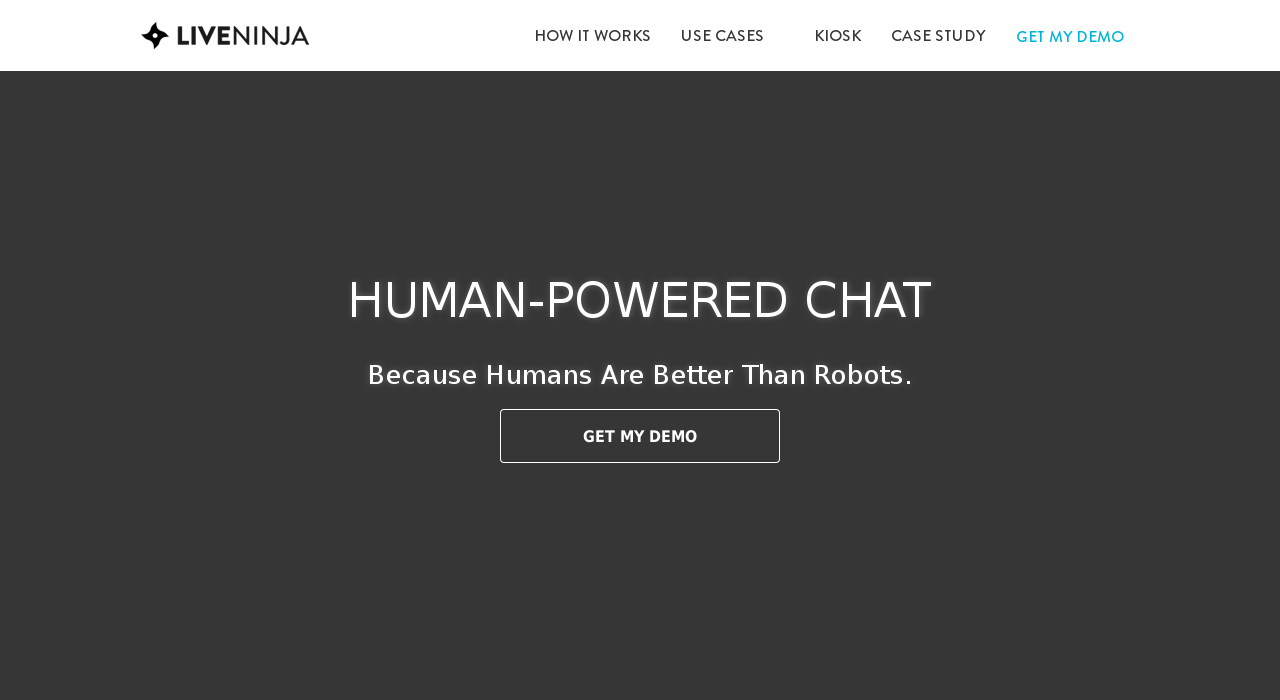 LIVENINJA
HOW IT WORKS USE CASES KIOSK CASE STUDY GET MY DEMO
HUMAN-POWERED CHAT
Because Humans Are Better Than Robots.
GET MY DEMO